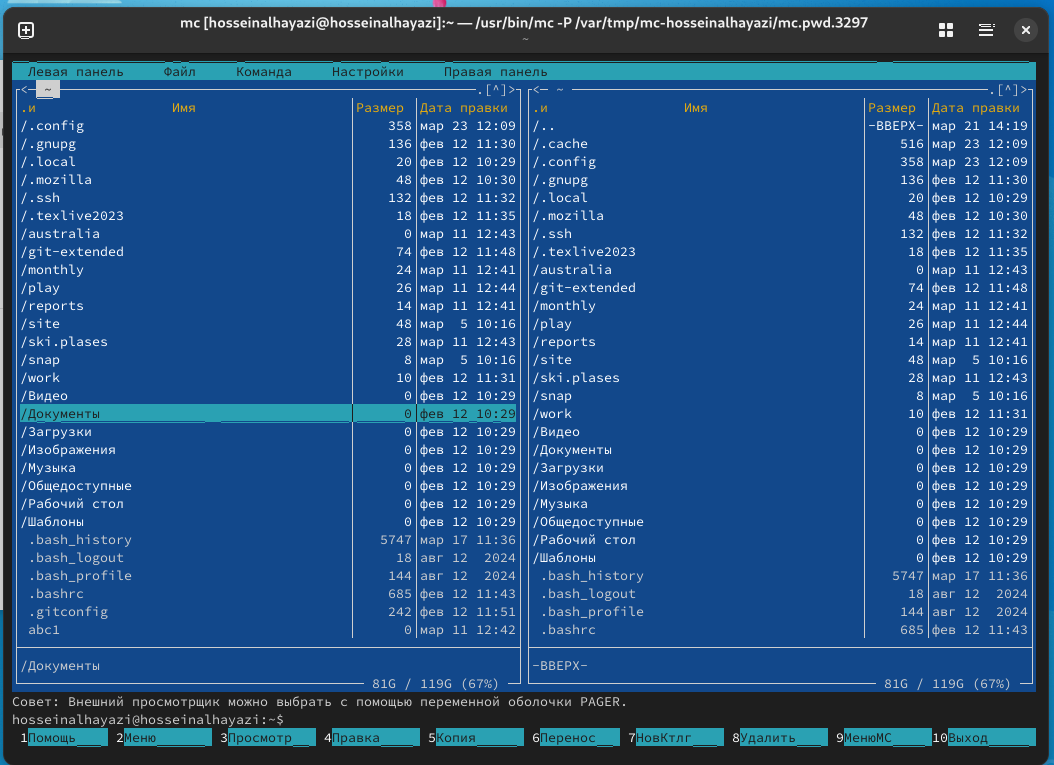 mc [hosseinalhayazi@hosseinalhayazi]:~ — /usr/bin/mc -P /var/tmp/mc-hosseinalhayazi/mc.pwd.3297
~
Левая панель Файл Команда Настройки Правая панель
<─ ~ .[^]> <─ ~ .[^]>
.и Имя Размер Дата правки .и Имя Размер Дата правки
/.config 358 мар 23 12:09 /.. -ВВЕРХ- мар 21 14:19
/.gnupg 136 фев 12 11:30 /.cache 516 мар 23 12:09
/.local 20 фев 12 10:29 /.config 358 мар 23 12:09
/.mozilla 48 фев 12 10:30 /.gnupg 136 фев 12 11:30
/.ssh 132 фев 12 11:32 /.local 20 фев 12 10:29
/.texlive2023 18 фев 12 11:35 /.mozilla 48 фев 12 10:30
/australia 0 мар 11 12:43 /.ssh 132 фев 12 11:32
/git-extended 74 фев 12 11:48 /.texlive2023 18 фев 12 11:35
/monthly 24 мар 11 12:41 /australia 0 мар 11 12:43
/play 26 мар 11 12:44 /git-extended 74 фев 12 11:48
/reports 14 мар 11 12:41 /monthly 24 мар 11 12:41
/site 48 мар 5 10:16 /play 26 мар 11 12:44
/ski.plases 28 мар 11 12:43 /reports 14 мар 11 12:41
/snap 8 мар 5 10:16 /site 48 мар 5 10:16
/work 10 фев 12 11:31 /ski.plases 28 мар 11 12:43
/Видео 0 фев 12 10:29 /snap 8 мар 5 10:16
/Документы 0 фев 12 10:29 /work 10 фев 12 11:31
/Загрузки 0 фев 12 10:29 /Видео 0 фев 12 10:29
/Изображения 0 фев 12 10:29 /Документы 0 фев 12 10:29
/Музыка 0 фев 12 10:29 /Загрузки 0 фев 12 10:29
/Общедоступные 0 фев 12 10:29 /Изображения 0 фев 12 10:29
/Рабочий стол 0 фев 12 10:29 /Музыка 0 фев 12 10:29
/Шаблоны 0 фев 12 10:29 /Общедоступные 0 фев 12 10:29
.bash_history 5747 мар 17 11:36 /Рабочий стол 0 фев 12 10:29
.bash_logout 18 авг 12 2024 /Шаблоны 0 фев 12 10:29
.bash_profile 144 авг 12 2024 .bash_history 5747 мар 17 11:36
.bashrc 685 фев 12 11:43 .bash_logout 18 авг 12 2024
.gitconfig 242 фев 12 11:51 .bash_profile 144 авг 12 2024
abc1 0 мар 11 12:42 .bashrc 685 фев 12 11:43
/Документы -ВВЕРХ-
81G / 119G (67%) 81G / 119G (67%)
Совет: Внешний просмотрщик можно выбрать с помощью переменной оболочки PAGER.
hosseinalhayazi@hosseinalhayazi:~$
1Помощь 2Меню 3Просмотр 4Правка 5Копия 6Перенос 7НовКтлг 8Удалить 9МенюМС 10Выход